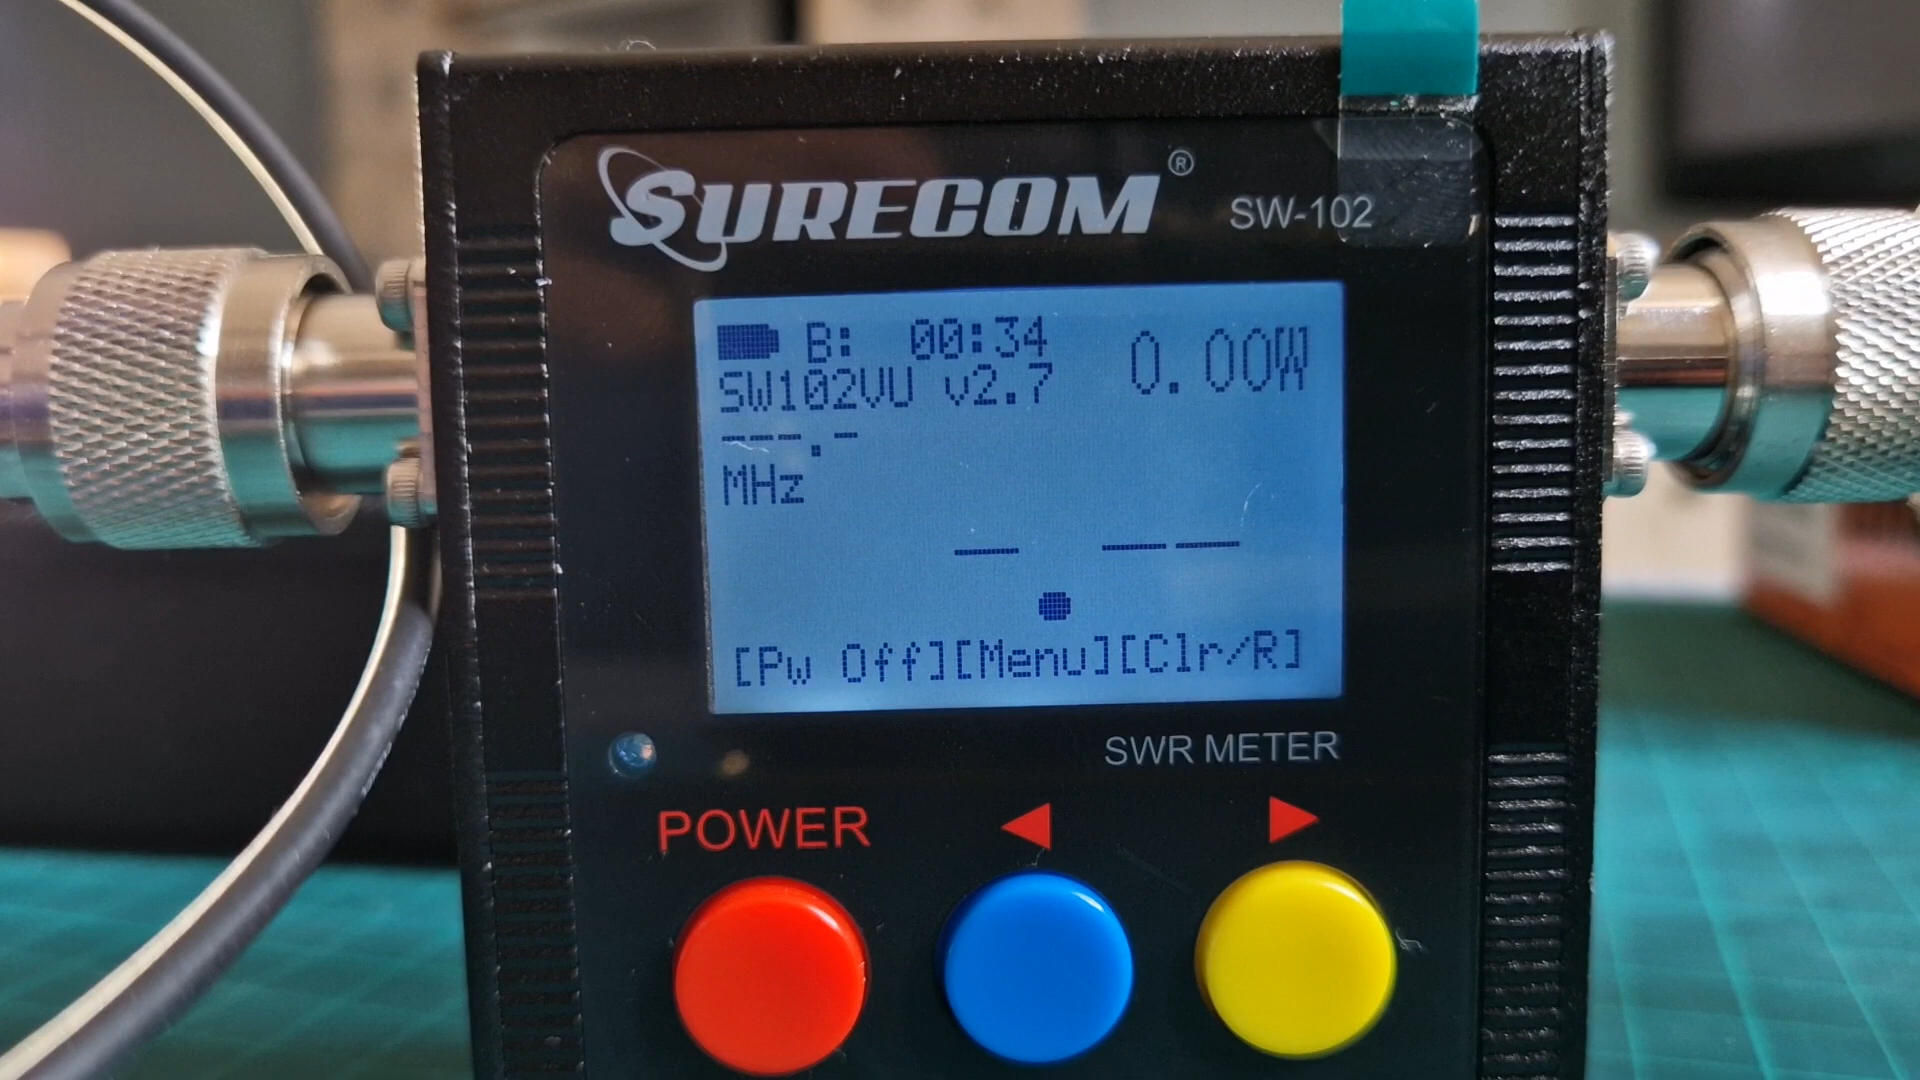 SURECOM®
SW-102
B: 00:34
0.00W
SW102VU v2.7
---.-
MHz
-.--
[Pw Off][Menu][Clr/R]
SWR METER
POWER